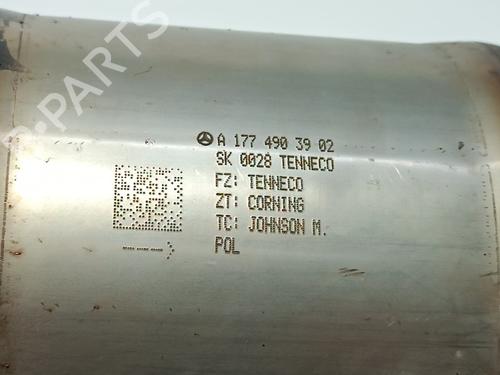 A 177 490 39 02
SK 0028 TENNECO
FZ: TENNECO
ZT: CORNING
TC: JOHNSON M.
POL
B-PARTS